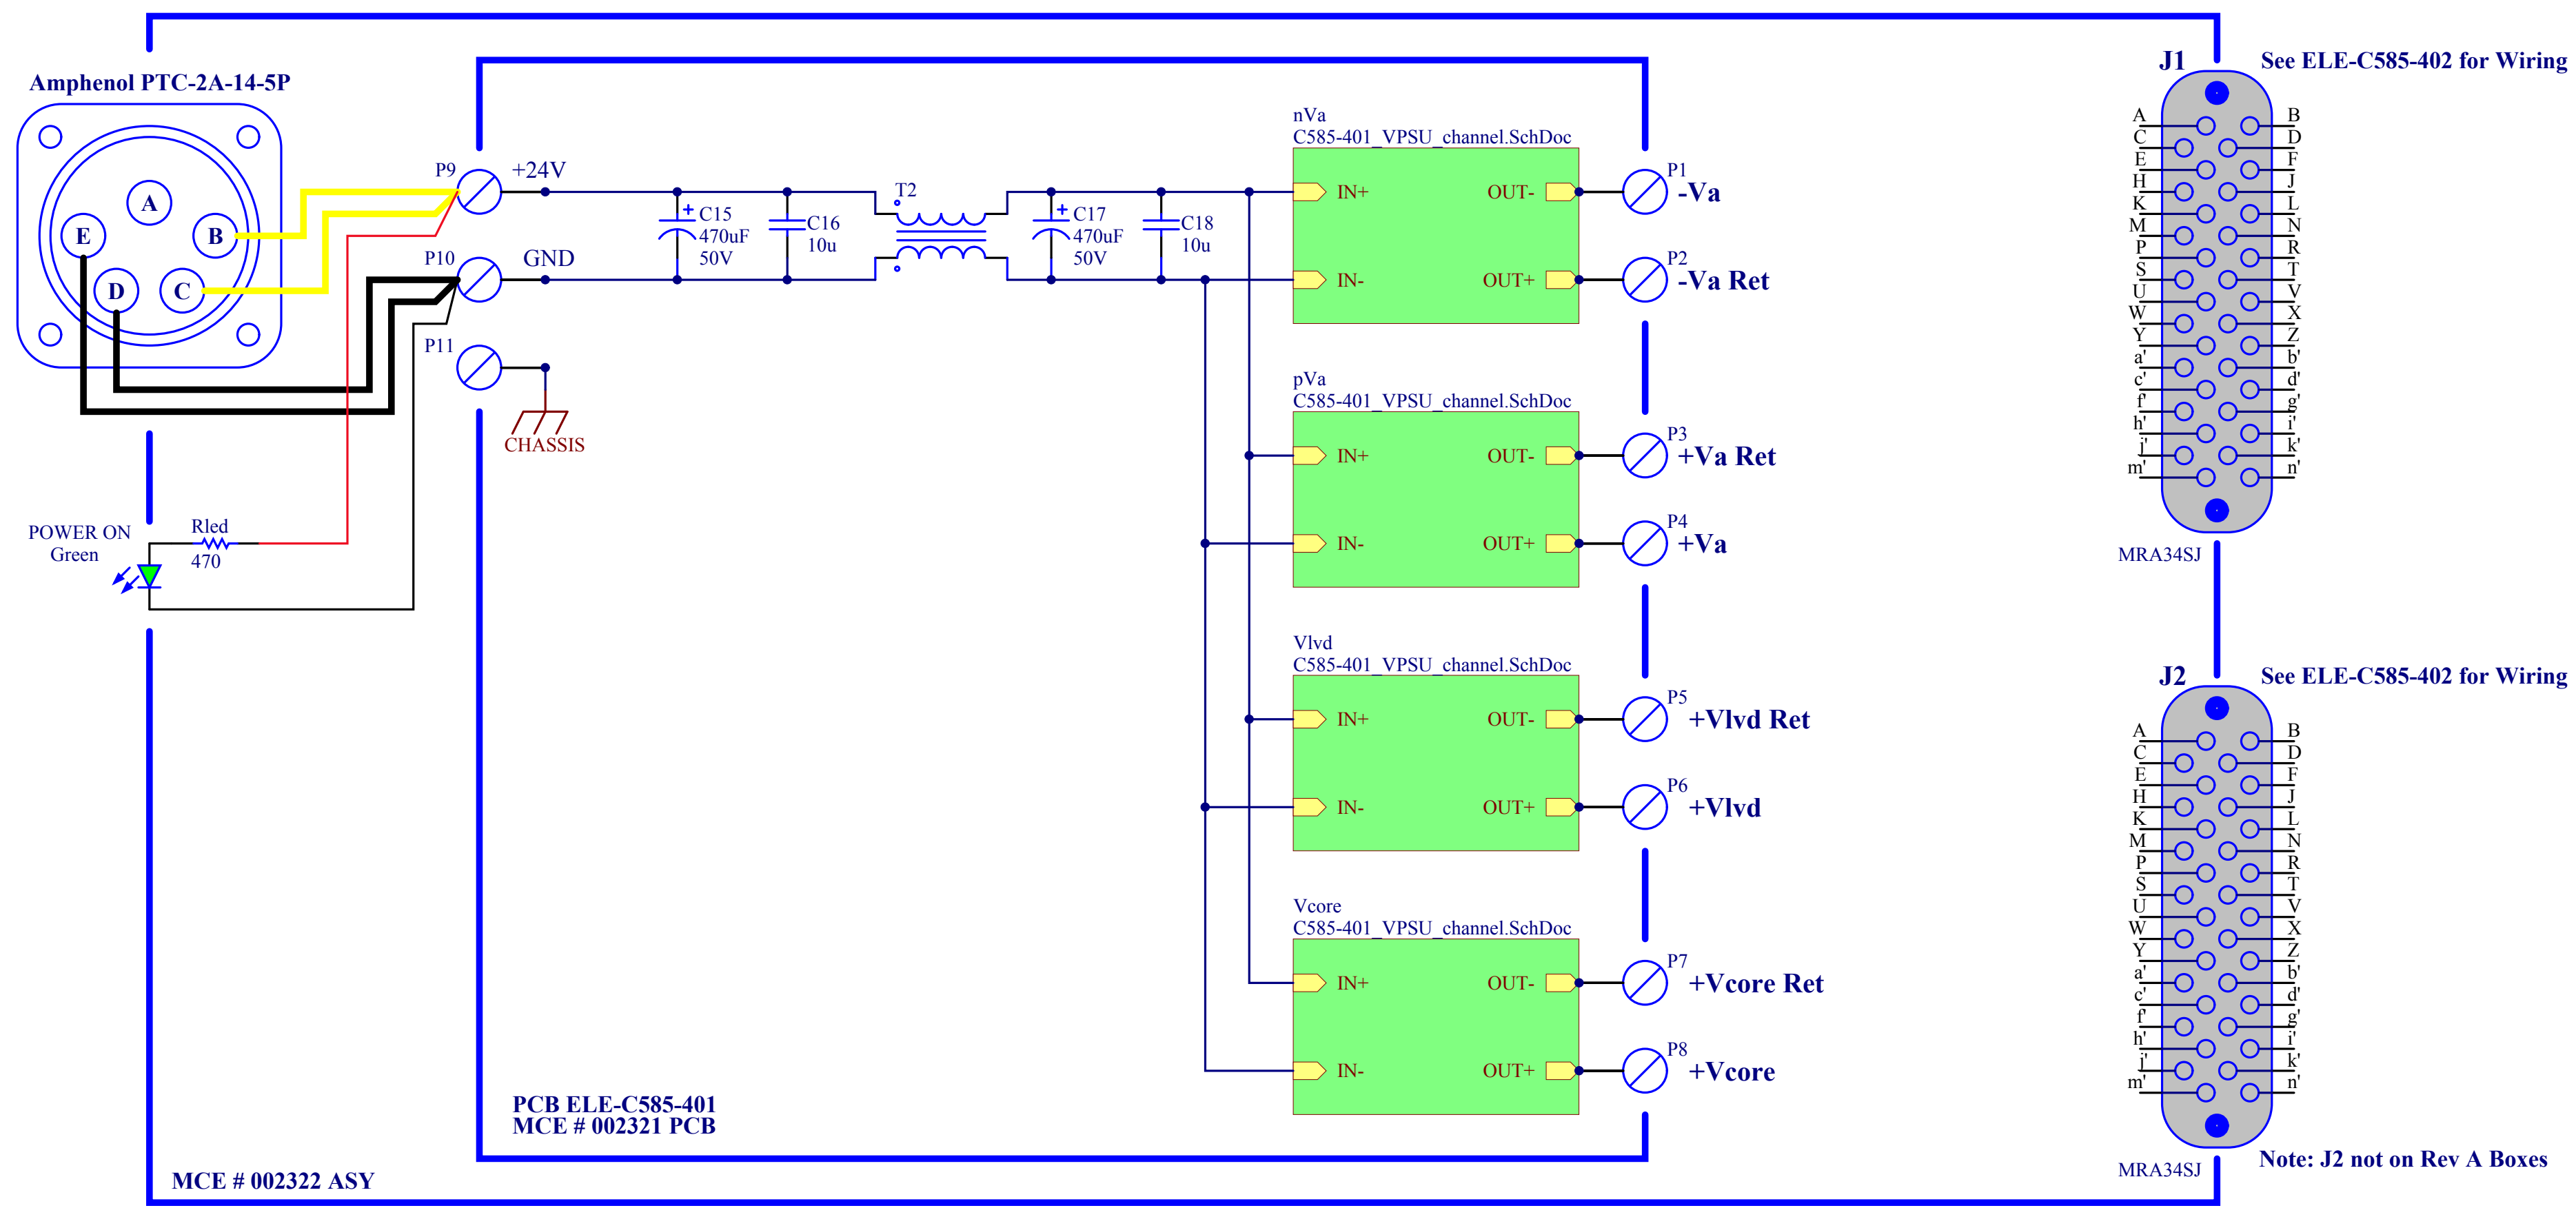 Amphenol PTC-2A-14-5P
A
B
C
D
E
P9
+24V
P10
GND
P11
CHASSIS
POWER ON
Green
Rled
470
C15
470uF
50V
C16
10u
T2
C17
470uF
50V
C18
10u
nVa
C585-401_VPSU_channel.SchDoc
IN+
OUT-
IN-
OUT+
P1
-Va
P2
-Va Ret
pVa
C585-401_VPSU_channel.SchDoc
IN+
OUT-
IN-
OUT+
P3
+Va Ret
P4
+Va
Vlvd
C585-401_VPSU_channel.SchDoc
IN+
OUT-
IN-
OUT+
P5
+Vlvd Ret
P6
+Vlvd
Vcore
C585-401_VPSU_channel.SchDoc
IN+
OUT-
IN-
OUT+
P7
+Vcore Ret
P8
+Vcore
PCB ELE-C585-401
MCE # 002321 PCB
MCE # 002322 ASY
J1
See ELE-C585-402 for Wiring
A B
C D
E F
H J
K L
M N
P R
S T
U V
W X
Y Z
a' b'
c' d'
f' g'
h' i'
j' k'
m' n'
MRA34SJ
J2
See ELE-C585-402 for Wiring
A B
C D
E F
H J
K L
M N
P R
S T
U V
W X
Y Z
a' b'
c' d'
f' g'
h' i'
j' k'
m' n'
MRA34SJ
Note: J2 not on Rev A Boxes